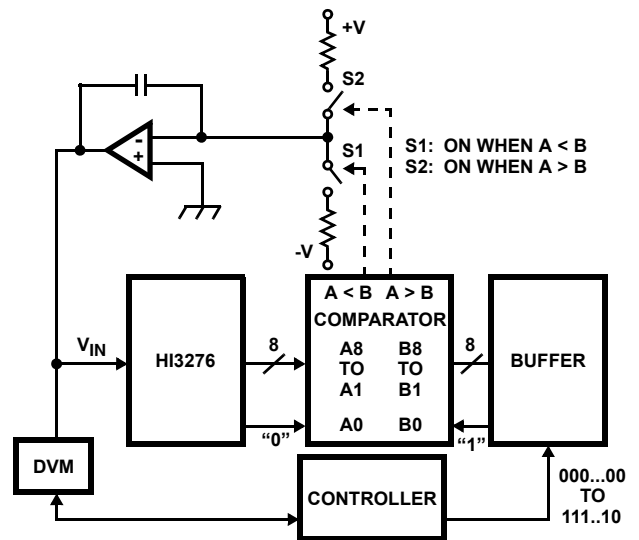 +V
S2
-
+
S1
S1: ON WHEN A < B
S2: ON WHEN A > B
-V
A < B A > B
COMPARATOR
VIN
HI3276
8
A8
TO
A1
B8
TO
B1
8
BUFFER
"0"
A0
B0
"1"
DVM
CONTROLLER
000...00
TO
111..10